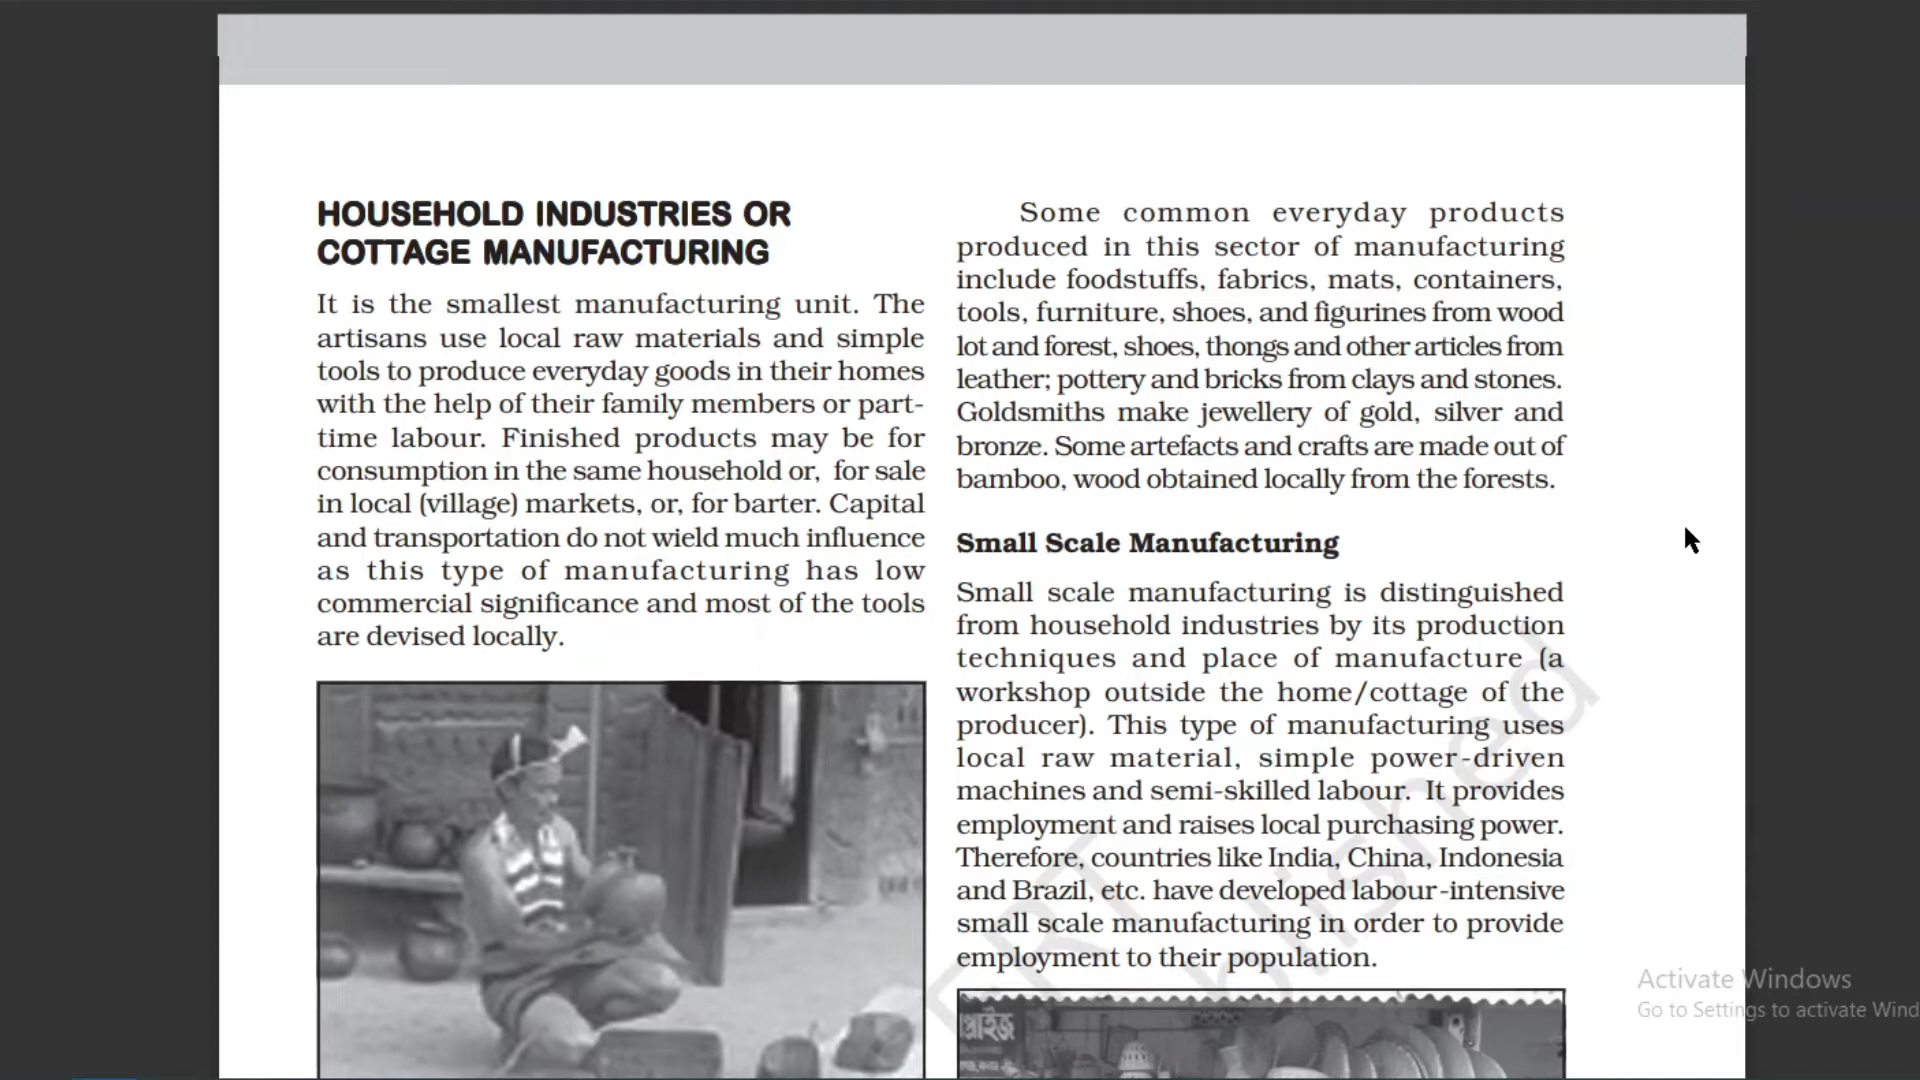 HOUSEHOLD INDUSTRIES OR
COTTAGE MANUFACTURING
It is the smallest manufacturing unit. The
artisans use local raw materials and simple
tools to produce everyday goods in their homes
with the help of their family members or part-
time labour. Finished products may be for
consumption in the same household or, for sale
in local (village) markets, or, for barter. Capital
and transportation do not wield much influence
as this type of manufacturing has low
commercial significance and most of the tools
are devised locally.
Some common everyday products
produced in this sector of manufacturing
include foodstuffs, fabrics, mats, containers,
tools, furniture, shoes, and figurines from wood
lot and forest, shoes, thongs and other articles from
leather; pottery and bricks from clays and stones.
Goldsmiths make jewellery of gold, silver and
bronze. Some artefacts and crafts are made out of
bamboo, wood obtained locally from the forests.
Small Scale Manufacturing
Small scale manufacturing is distinguished
from household industries by its production
techniques and place of manufacture (a
workshop outside the home/cottage of the
producer). This type of manufacturing uses
local raw material, simple power-driven
machines and semi-skilled labour. It provides
employment and raises local purchasing power.
Therefore, countries like India, China, Indonesia
and Brazil, etc. have developed labour-intensive
small scale manufacturing in order to provide
employment to their population.
Activate Windows
Go to Settings to activate Wind